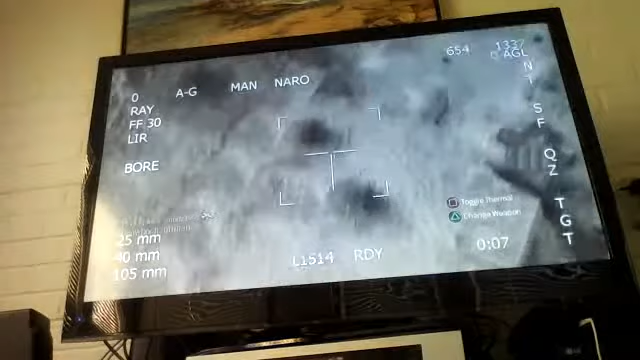 0 A-G MAN NARO 654 1337
AGL
RAY
FF 30
LIR
BORE
N
T
S
F
Q
Z
T
G
T
Toggle Thermal
Change Weapon
25 mm
40 mm
105 mm
L1514 RDY
0:07